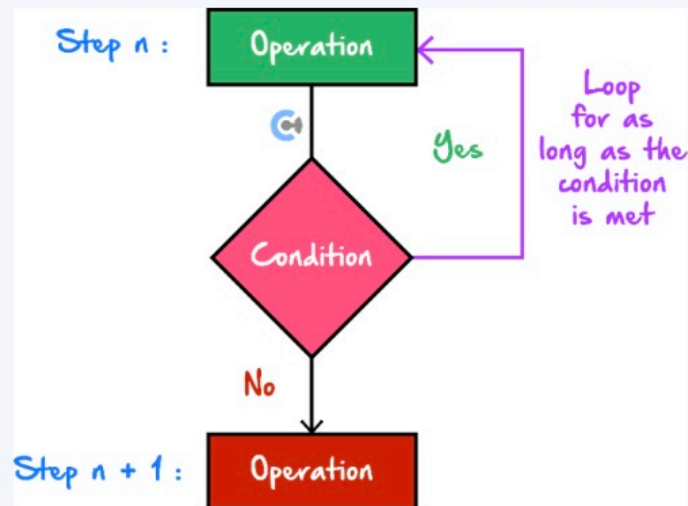 Step n :
Operation
Yes
Loop
for as
long as the
condition
is met
Condition
No
Step n + 1 :
Operation